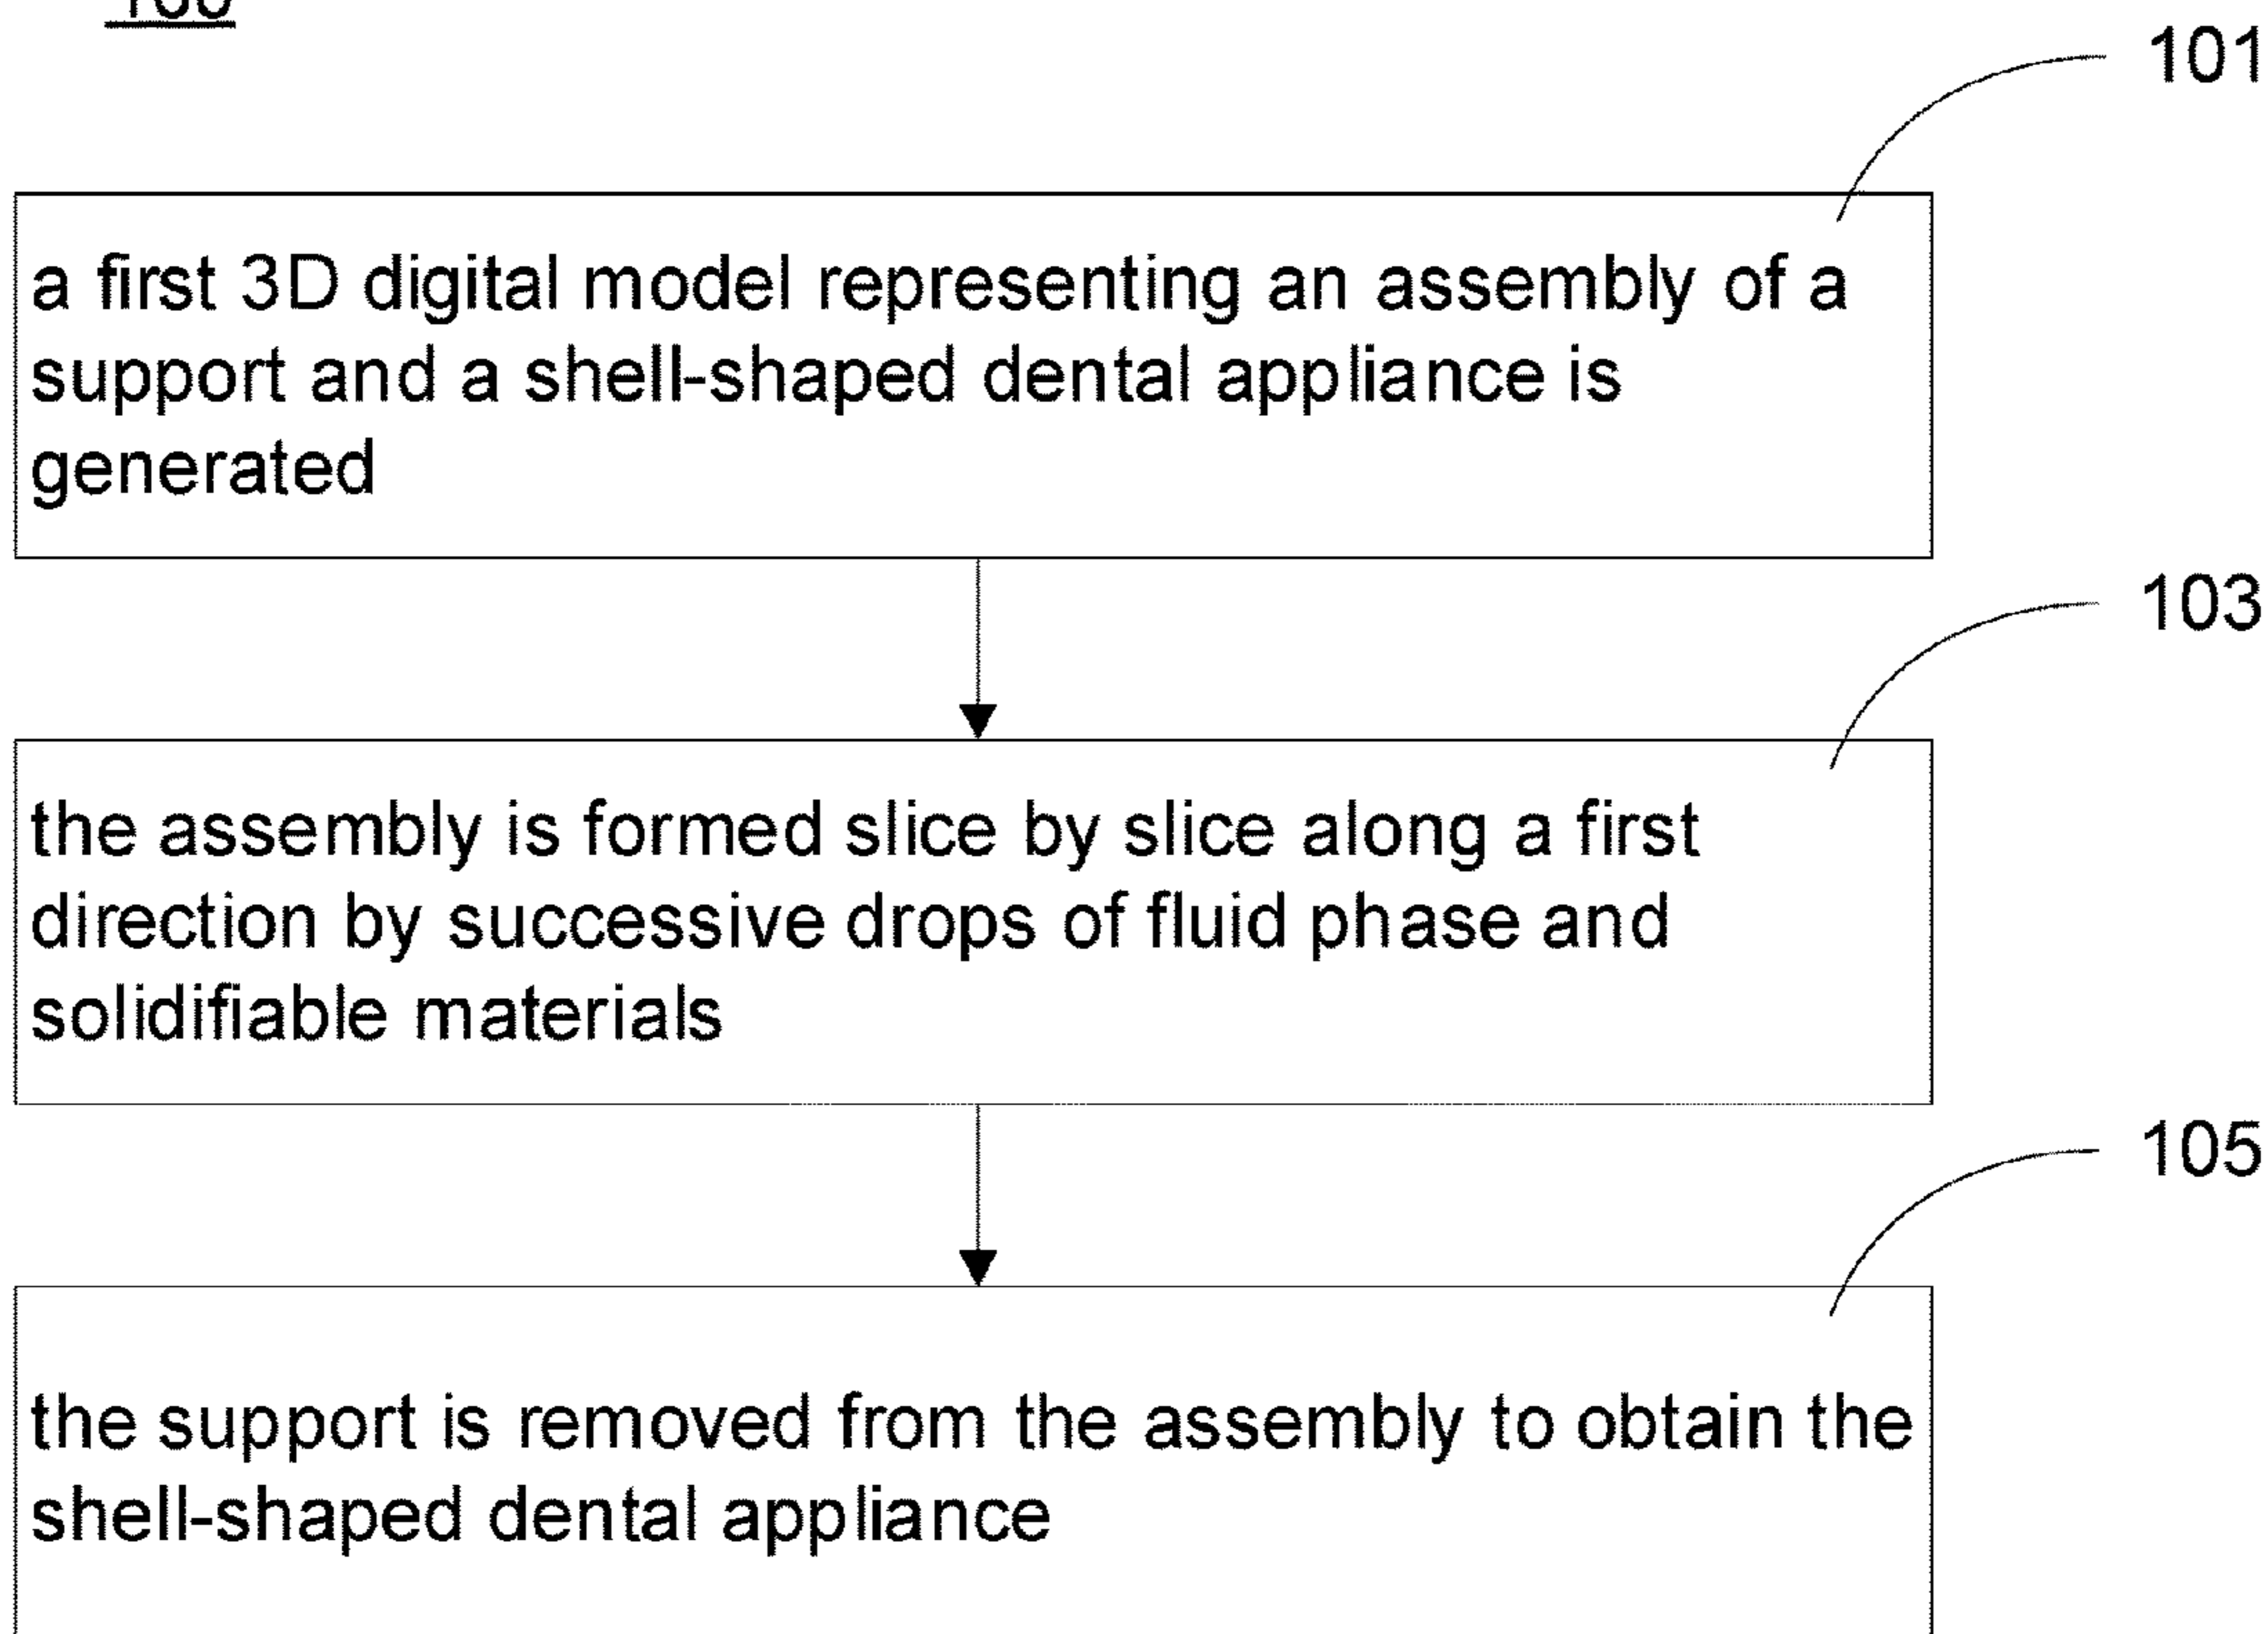 101
a first 3D digital model representing an assembly of a
support and a shell-shaped dental appliance is
generated
103
the assembly is formed slice by slice along a first
direction by successive drops of fluid phase and
solidifiable materials
105
the support is removed from the assembly to obtain the
shell-shaped dental appliance